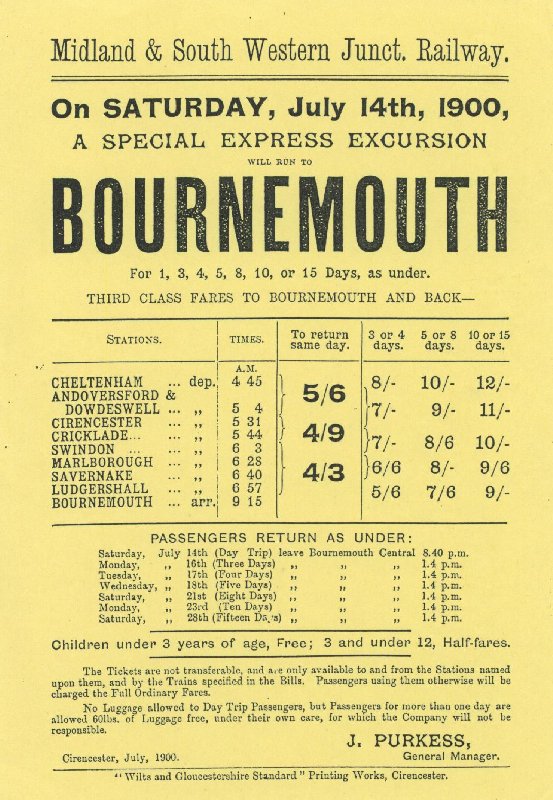 Midland & South Western Junct. Railway.
On SATURDAY, July 14th, 1900,
A SPECIAL EXPRESS EXCURSION
WILL RUN TO
BOURNEMOUTH
For 1, 3, 4, 5, 8, 10, or 15 Days, as under.
THIRD CLASS FARES TO BOURNEMOUTH AND BACK—
STATIONS. TIMES. To return same day. 3 or 4 days. 5 or 8 days. 10 or 15 days.
A.M.
CHELTENHAM ... dep. 4 45 5/6 8/- 10/- 12/-
ANDOVERSFORD &
DOWDESWELL ... ,, 5 4 7/- 9/- 11/-
CIRENCESTER ... ,, 5 31
CRICKLADE... ... ,, 5 44 4/9
SWINDON ... ... ,, 6 3 7/- 8/6 10/-
MARLBOROUGH ... ,, 6 28 6/6 8/- 9/6
SAVERNAKE ... ,, 6 40 4/3
LUDGERSHALL ... ,, 6 57 5/6 7/6 9/-
BOURNEMOUTH ... arr. 9 15
PASSENGERS RETURN AS UNDER:
Saturday, July 14th (Day Trip) leave Bournemouth Central 8.40 p.m.
Monday, ,, 16th (Three Days) ,, ,, ,, 1.4 p.m.
Tuesday, ,, 17th (Four Days) ,, ,, ,, 1.4 p.m.
Wednesday, ,, 18th (Five Days) ,, ,, ,, 1.4 p.m.
Saturday, ,, 21st (Eight Days) ,, ,, ,, 1.4 p.m.
Monday, ,, 23rd (Ten Days) ,, ,, ,, 1.4 p.m.
Saturday, ,, 28th (Fifteen Days) ,, ,, ,, 1.4 p.m.
Children under 3 years of age, Free; 3 and under 12, Half-fares.
The Tickets are not transferable, and are only available to and from the Stations named
upon them, and by the Trains specified in the Bills. Passengers using them otherwise will be
charged the Full Ordinary Fares.
No Luggage allowed to Day Trip Passengers, but Passengers for more than one day are
allowed 60lbs. of Luggage free, under their own care, for which the Company will not be
responsible.
J. PURKESS,
Cirencester, July, 1900. General Manager.
"Wilts and Gloucestershire Standard" Printing Works, Cirencester.